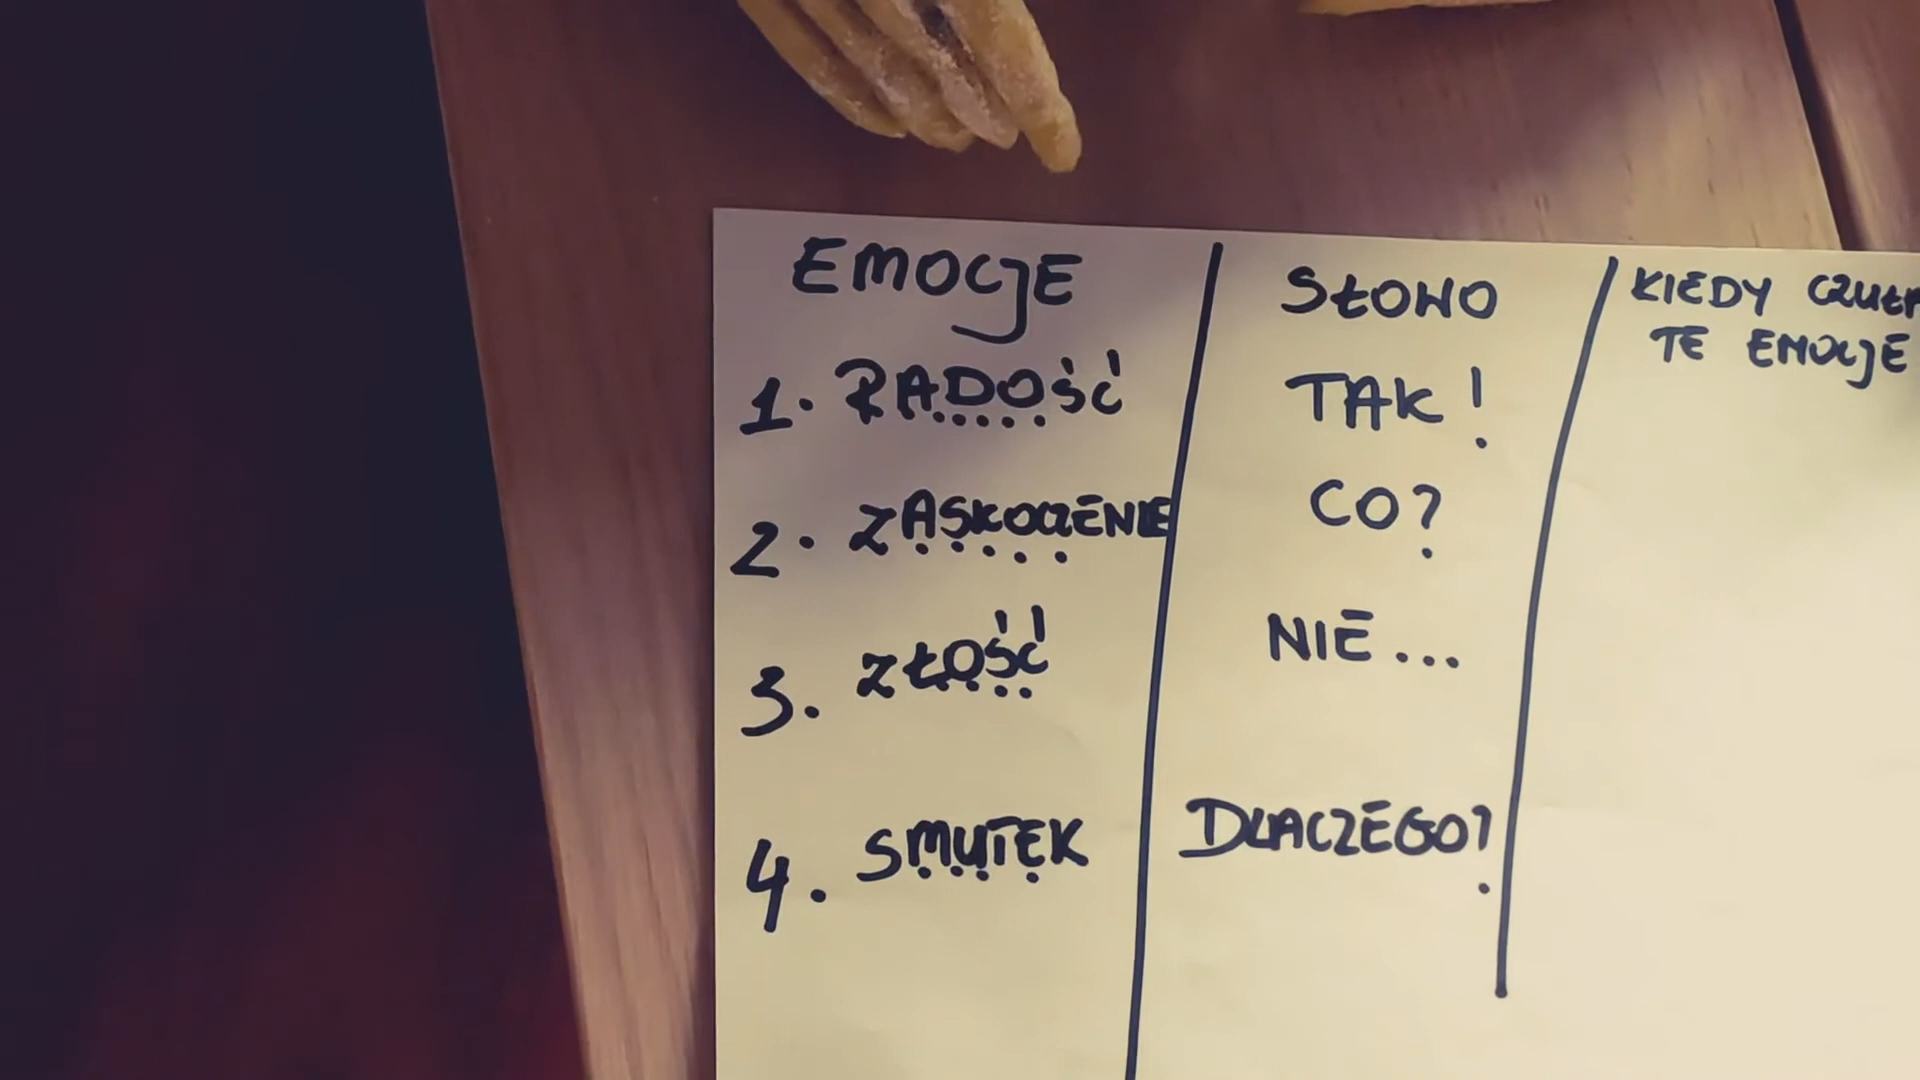 EMOCJE SŁOWO KIEDY
TE EMOCJE
1. RADOŚĆ TAK!
2. ZASKOCZENIE CO?
3. ZŁOŚĆ NIE...
4. SMUTEK DLACZEGO?